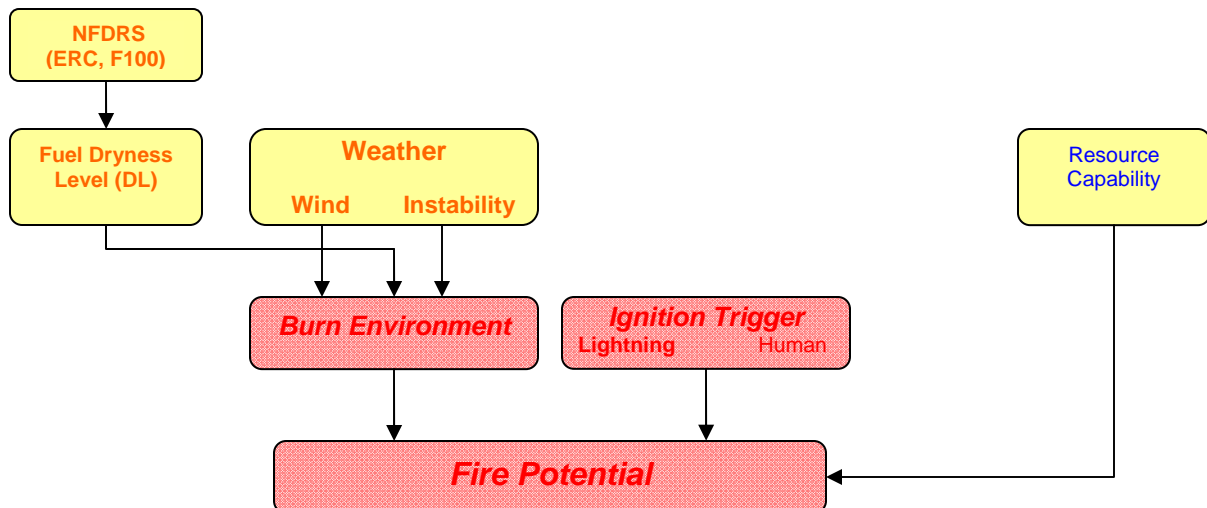 NFDRS
(ERC, F100)
Fuel Dryness
Level (DL)
Weather
Wind Instability
Resource
Capability
Burn Environment
Ignition Trigger
Lightning Human
Fire Potential